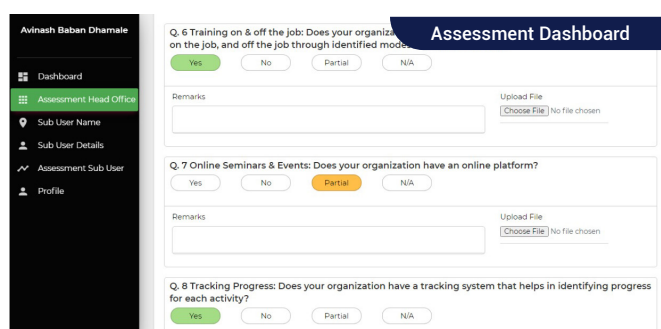 Avinash Baban Dhamale
Dashboard
Assessment Head Office
Sub User Name
Sub User Details
Assessment Sub User
Profile
Assessment Dashboard
Q. 6 Training on & off the job: Does your organiza
on the job, and off the job through identified
Yes No Partial N/A
Remarks Upload File
Choose File No file chosen
Q. 7 Online Seminars & Events: Does your organization have an online platform?
Yes No Partial N/A
Remarks Upload File
Choose File No file chosen
Q. 8 Tracking Progress: Does your organization have a tracking system that helps in identifying progress
for each activity?
Yes No Partial N/A